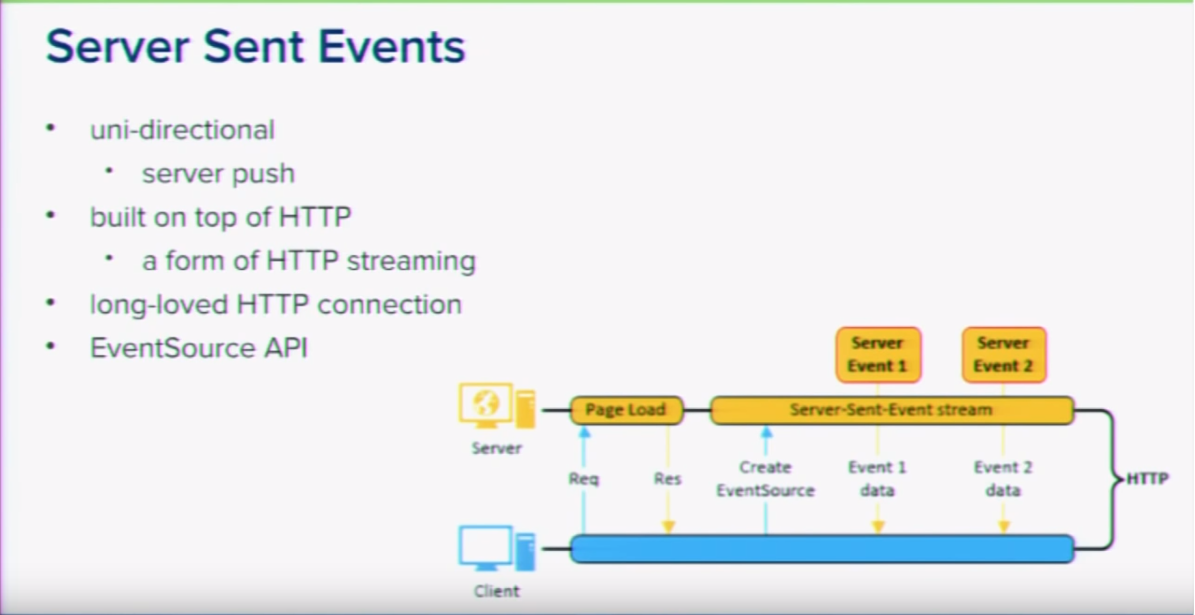 Server Sent Events
• uni-directional
• server push
• built on top of HTTP
• a form of HTTP streaming
• long-loved HTTP connection
• EventSource API
Server
Event 1
Server
Event 2
Page Load
Server-Sent-Event stream
Server
Req
Res
Create
EventSource
Event 1
data
Event 2
data
HTTP
Client